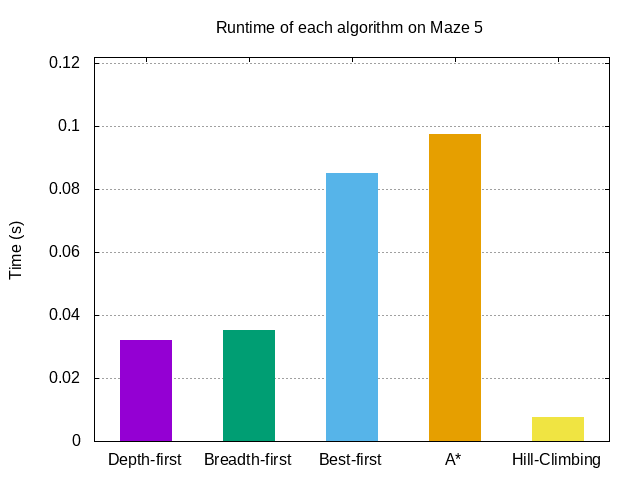 Runtime of each algorithm on Maze 5
0.12
0.1
0.08
0.06
0.04
0.02
0
Time (s)
Depth-first Breadth-first Best-first A* Hill-Climbing